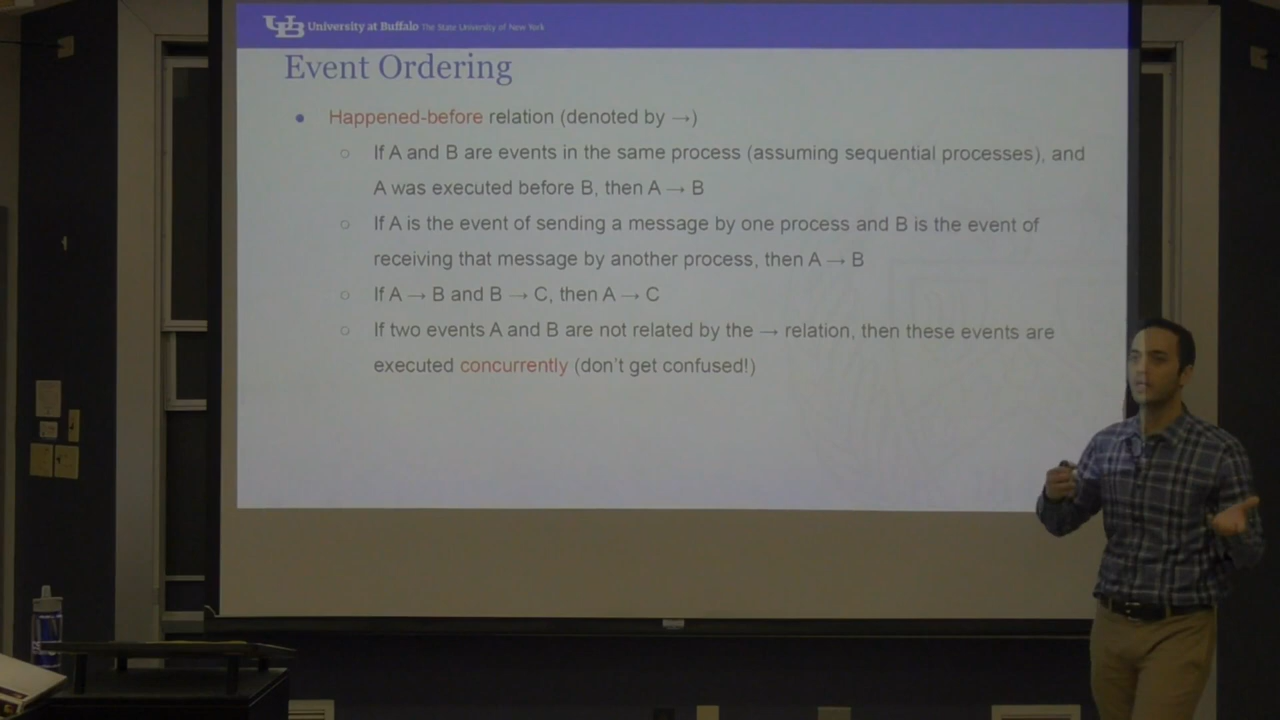 University at Buffalo The State University of New York
Event Ordering
● Happened-before relation (denoted by →)
○ If A and B are events in the same process (assuming sequential processes), and
A was executed before B, then A → B
○ If A is the event of sending a message by one process and B is the event of
receiving that message by another process, then A → B
○ If A → B and B → C, then A → C
○ If two events A and B are not related by the → relation, then these events are
executed concurrently (don't get confused!)